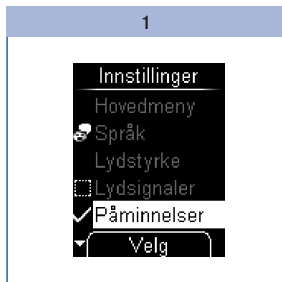 1
Innstillinger
Hovedmeny
Språk
Lydstyrke
Lydsignaler
Påminnelser
Velg